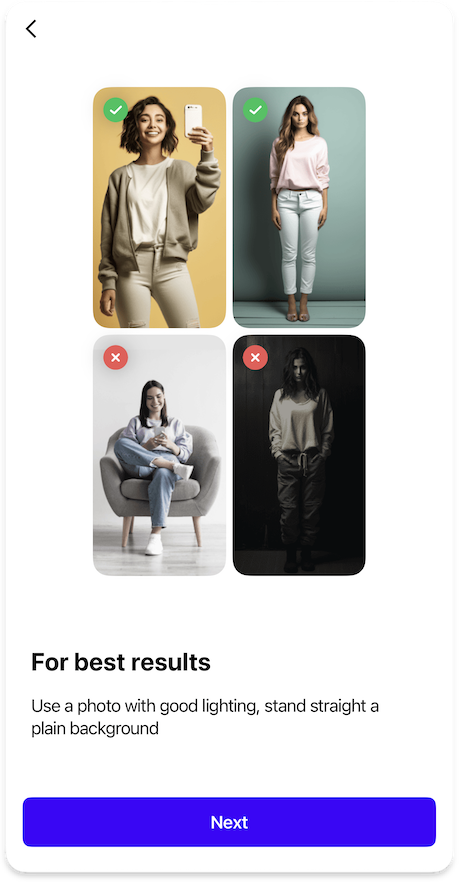 For best results
Use a photo with good lighting, stand straight a
plain background
Next